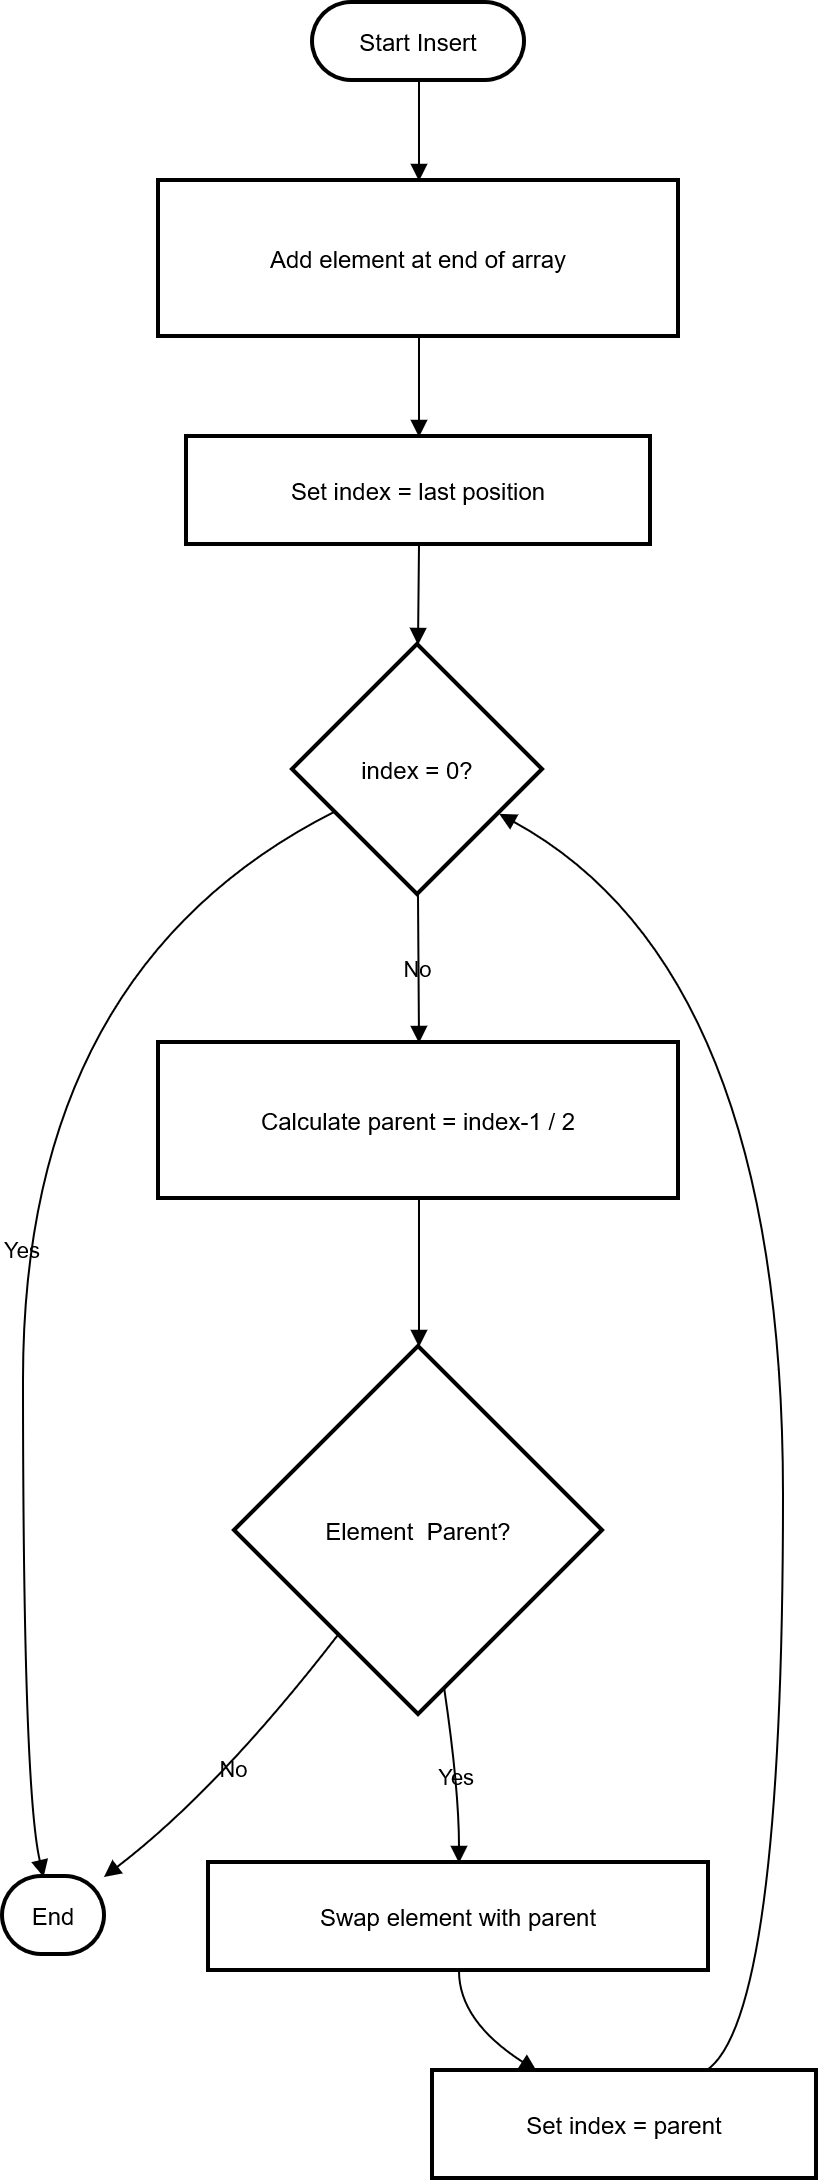 Start Insert
Add element at end of array
Set index = last position
index = 0?
No
Calculate parent = index-1 / 2
Yes
Element  Parent?
No
Yes
End
Swap element with parent
Set index = parent